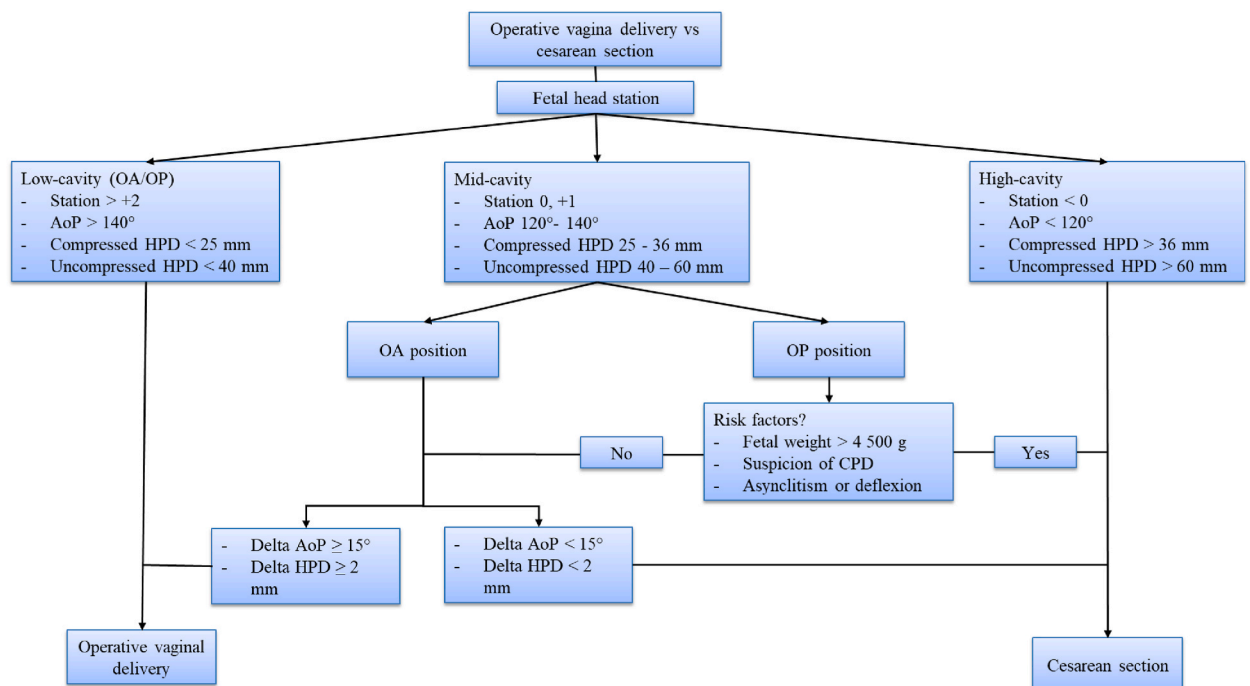 Operative vagina delivery vs
cesarean section
Fetal head station
Low-cavity (OA/OP)
- Station > +2
- AoP > 140°
- Compressed HPD < 25 mm
- Uncompressed HPD < 40 mm
Mid-cavity
- Station 0, +1
- AoP 120°- 140°
- Compressed HPD 25 - 36 mm
- Uncompressed HPD 40 – 60 mm
High-cavity
- Station < 0
- AoP < 120°
- Compressed HPD > 36 mm
- Uncompressed HPD > 60 mm
OA position
OP position
Risk factors?
- Fetal weight > 4 500 g
- Suspicion of CPD
- Asynclitism or deflexion
No
Yes
- Delta AoP ≥ 15°
- Delta HPD ≥ 2
mm
- Delta AoP < 15°
- Delta HPD < 2
mm
Operative vaginal
delivery
Cesarean section